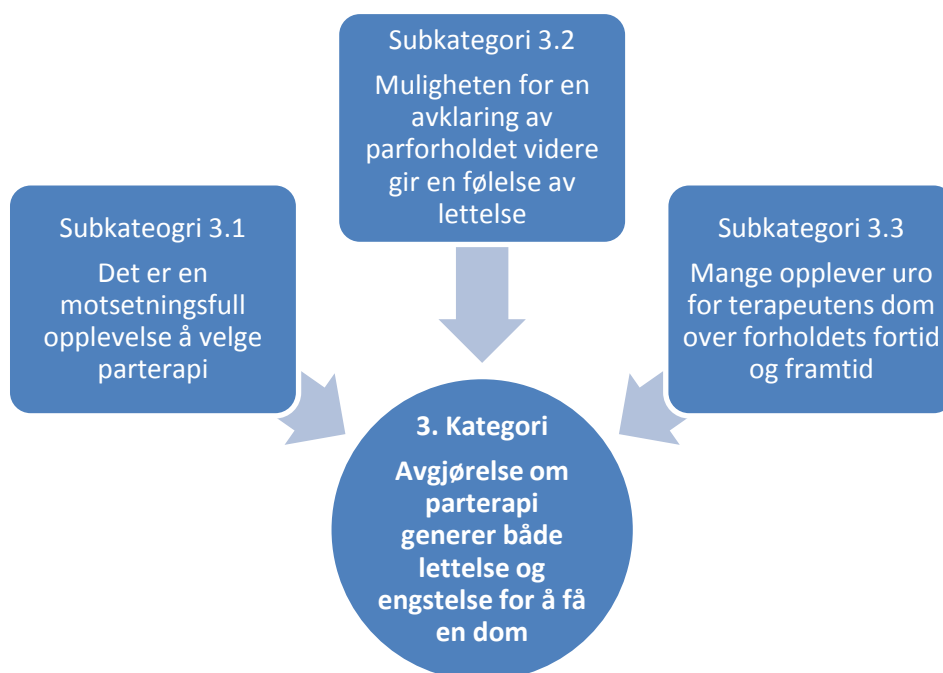 Subkateogri 3.1
Det er en
motsetningsfull
opplevelse å velge
parterapi
Subkategori 3.2
Muligheten for en
avklaring av
parforholdet videre
gir en følelse av
lettelse
Subkategori 3.3
Mange opplever uro
for terapeutens dom
over forholdets fortid
og framtid
3. Kategori
Avgjørelse om
parterapi
generer både
lettelse og
engstelse for å få
en dom